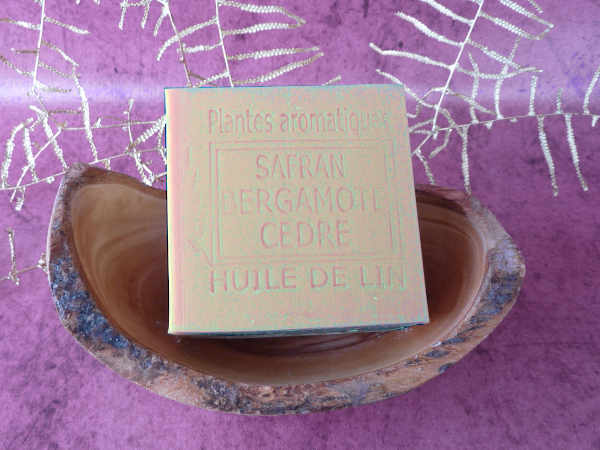 Plantes aromatiques
SAFRAN
BERGAMOTE
CEDRE
HUILE DE LIN